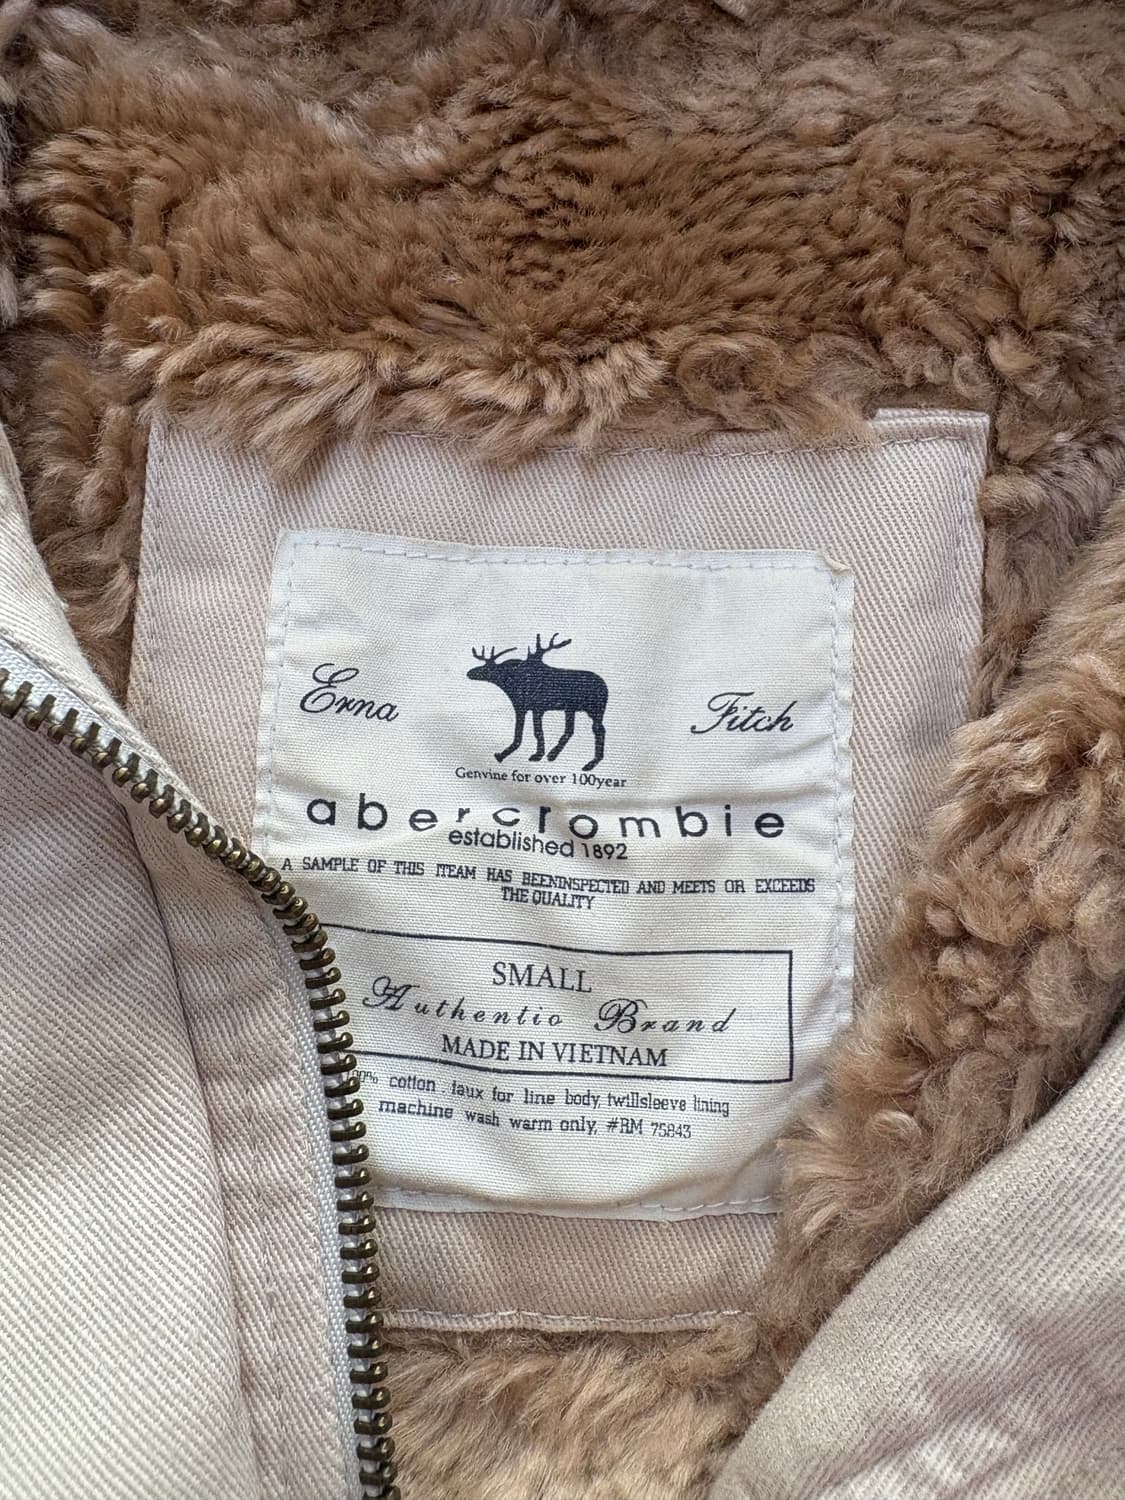 Erna Fitch
Genvine for over 100year
abercrombie
established 1892
A SAMPLE OF THIS ITEAM HAS BEENINSPECTED AND MEETS OR EXCEEDS
THE QUALITY
SMALL
Authentio Brand
MADE IN VIETNAM
00% cotton . faux for line body, twillsleeve lining
machine wash warm only, #RM 75843